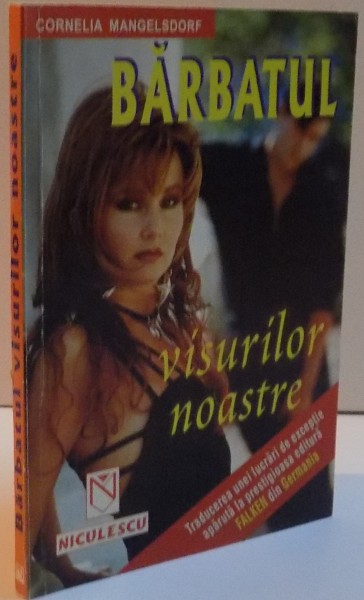 CORNELIA MANGELSDORF
BĂRBATUL
visurilor
noastre
Traducerea unei lucrări de excepţie
apărută la prestigioasa editură
FALKEN din Germania
N
NICULESCU
Bărbatul visurilor noastre